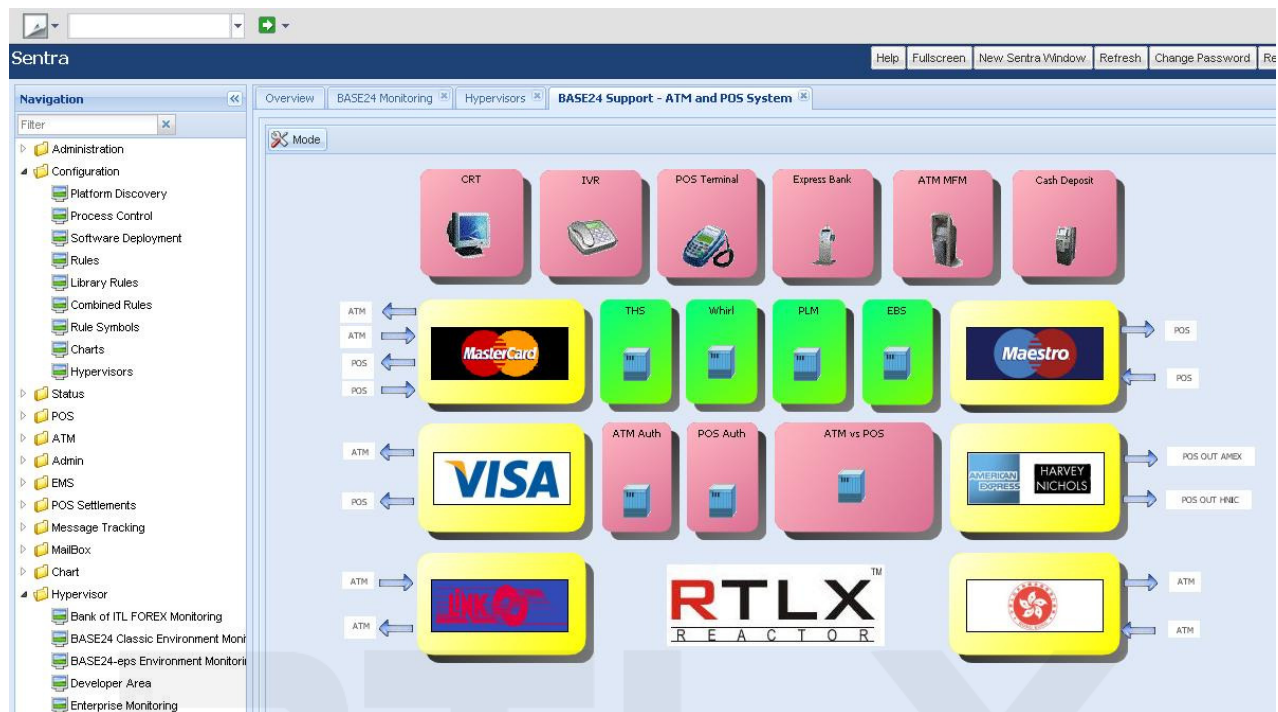 Sentra
Help
Fullscreen
New Sentra Window
Refresh
Change Password
Re
Navigation
Filter
Administration
Configuration
Platform Discovery
Process Control
Software Deployment
Rules
Library Rules
Combined Rules
Rule Symbols
Charts
Hypervisors
Status
POS
ATM
Admin
EMS
POS Settlements
Message Tracking
MailBox
Chart
Hypervisor
Bank of ITL FOREX Monitoring
BASE24 Classic Environment Moni
BASE24-eps Environment Monitorin
Developer Area
Enterprise Monitoring
Overview
BASE24 Monitoring
Hypervisors
BASE24 Support - ATM and POS System
Mode
CRT
IVR
POS Terminal
Express Bank
ATM MFM
Cash Deposit
ATM
ATM
POS
POS
MasterCard
THS
Whirl
PLM
EBS
Maestro
POS
POS
ATM
POS
VISA
ATM Auth
POS Auth
ATM vs POS
AMERICAN EXPRESS
HARVEY NICHOLS
POS OUT AMEX
POS OUT HNIC
ATM
ATM
LINK
RTLX TM
REACTOR
ATM
ATM
RTLX